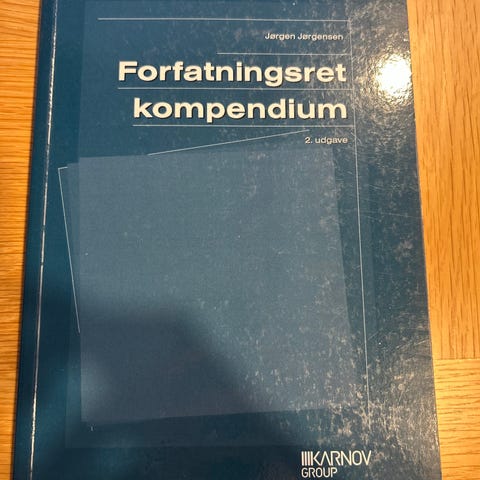 Jørgen Jørgensen
Forfatningsret
kompendium
2. udgave
KARNOV
GROUP